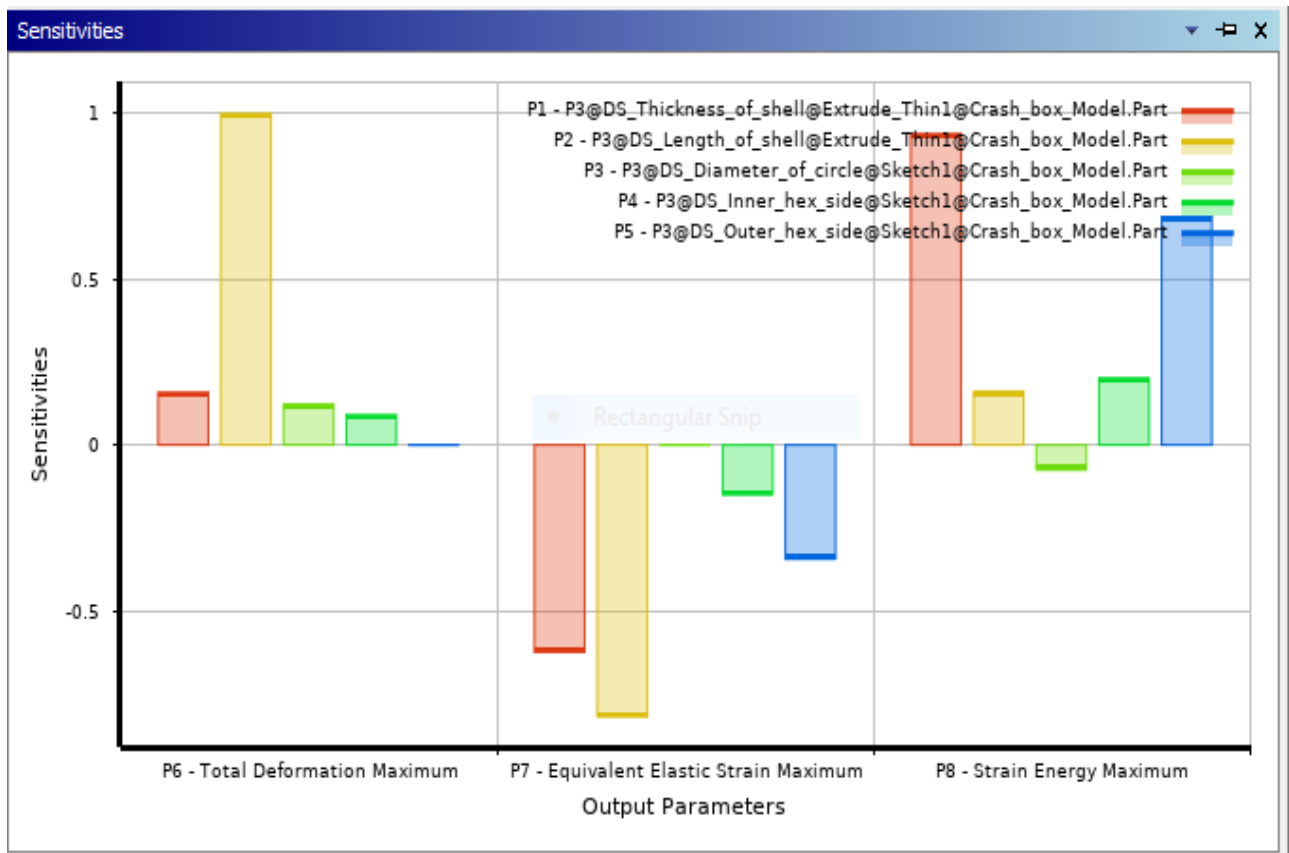 Sensitivities
P1 - P3@DS_Thickness_of_shell@Extrude_Thin1@Crash_box_Model.Part
P2 - P3@DS_Length_of_shell@Extrude_Thin1@Crash_box_Model.Part
P3 - P3@DS_Diameter_of_circle@Sketch1@Crash_box_Model.Part
P4 - P3@DS_Inner_hex_side@Sketch1@Crash_box_Model.Part
P5 - P3@DS_Outer_hex_side@Sketch1@Crash_box_Model.Part
1
0.5
0
-0.5
Sensitivities
Rectangular Snip
P6 - Total Deformation Maximum
P7 - Equivalent Elastic Strain Maximum
P8 - Strain Energy Maximum
Output Parameters